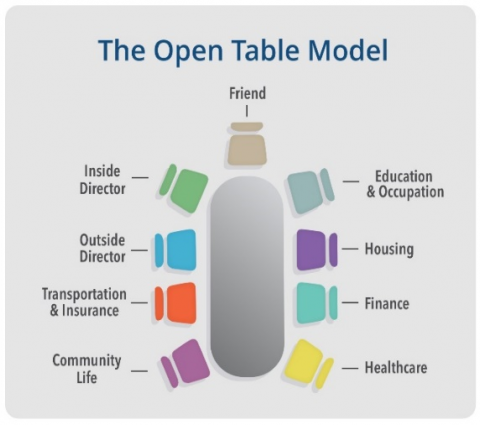 The Open Table Model
Friend
Inside
Director
Education
& Occupation
Outside
Director
Housing
Transportation
& Insurance
Finance
Community
Life
Healthcare